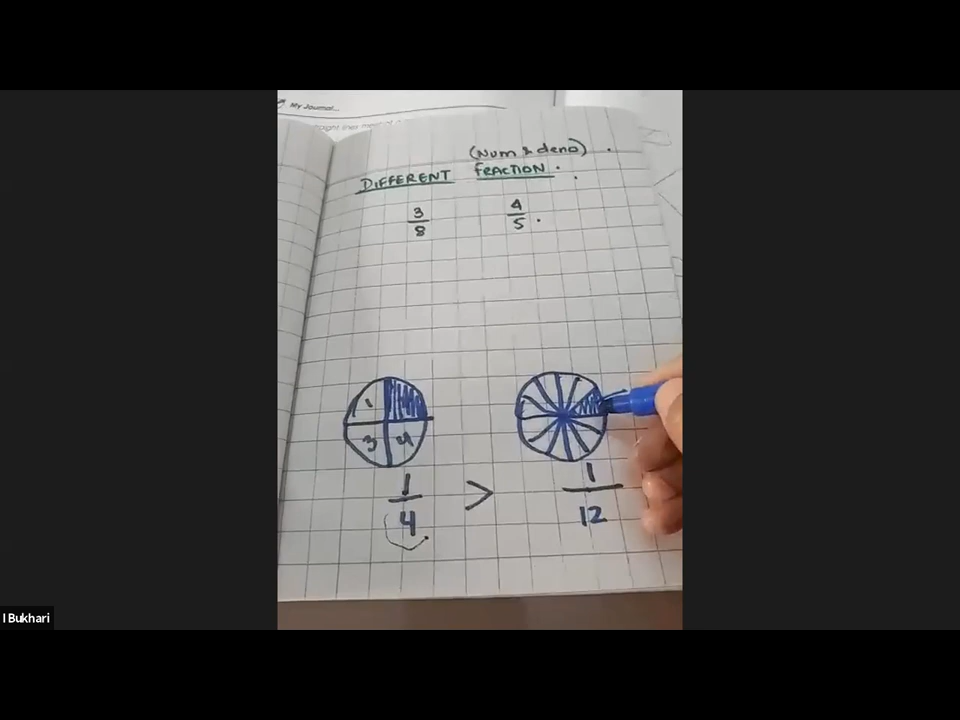 My Journal...
(Num & deno) .
DIFFERENT FRACTION .
3/8 4/5 .
1
3 4
1/4 > 1/12
I Bukhari